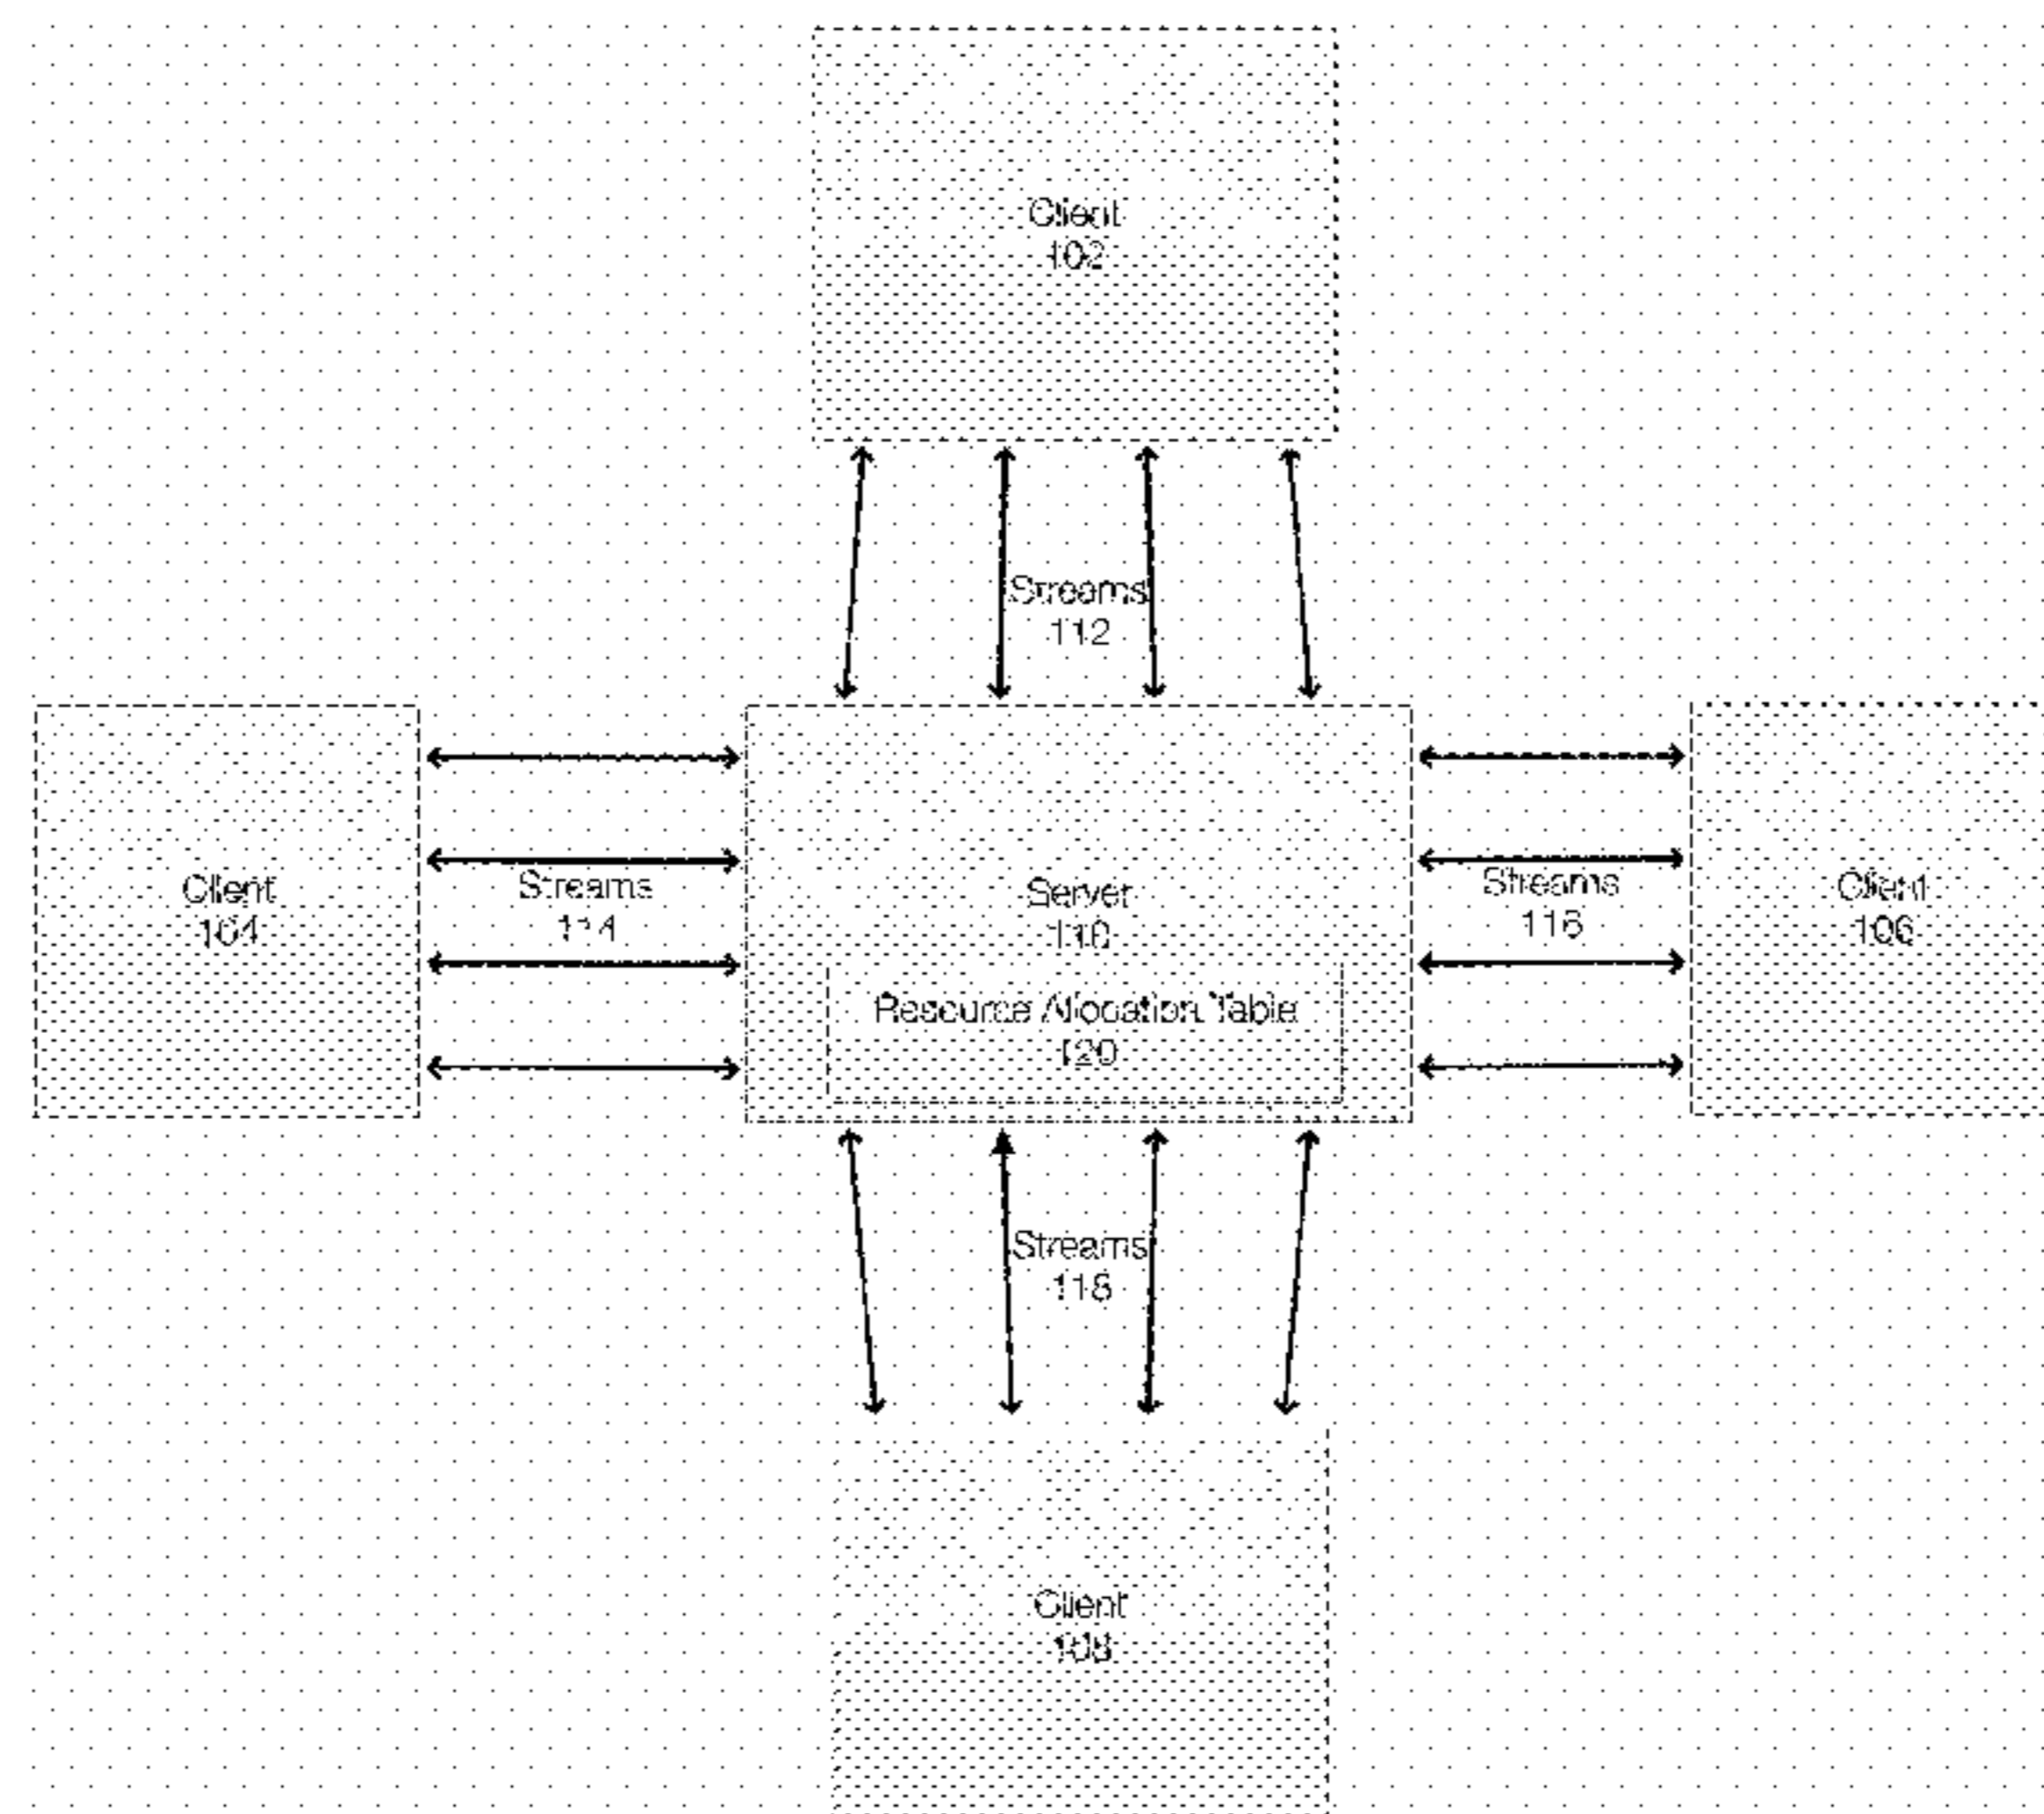 Client
102
Streams
112
Client
104
Streams
114
Server
110
Streams
116
Client
106
Resource Allocation Table
120
Streams
118
Client
108